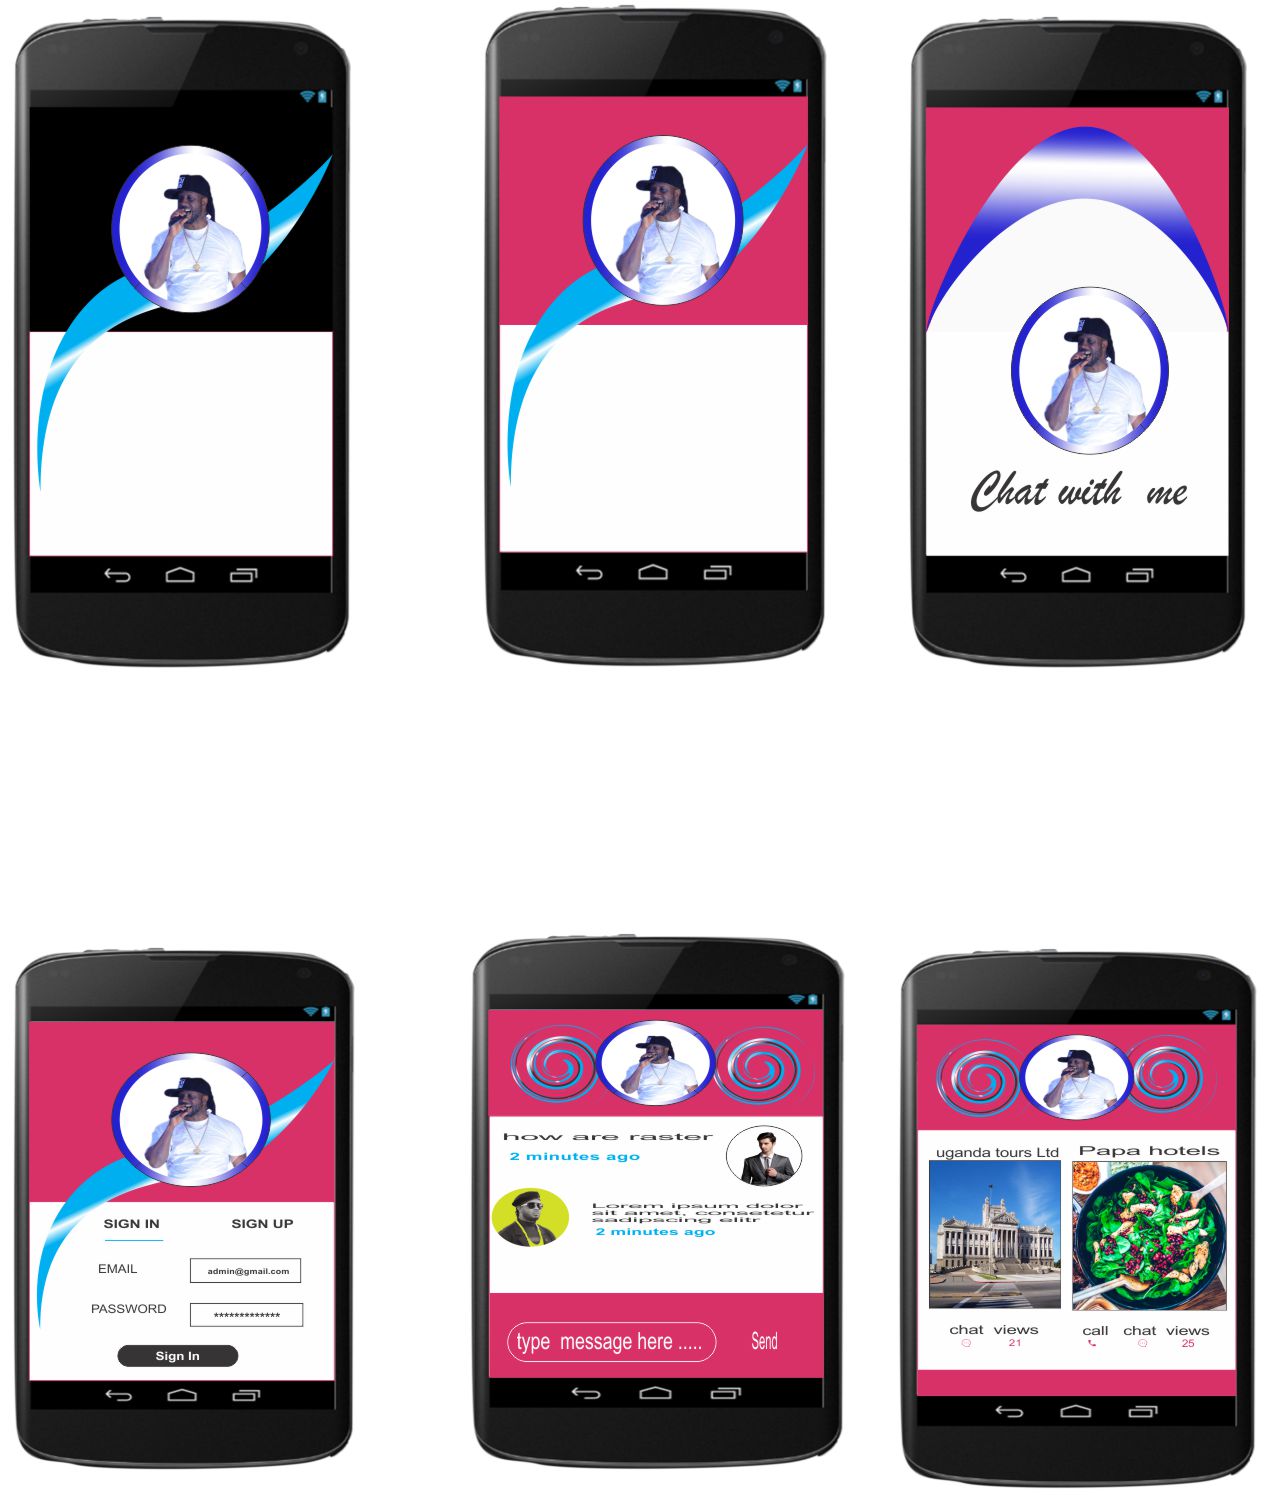 Chat with me
SIGN IN SIGN UP
EMAIL admin@gmail.com
PASSWORD *************
Sign In
how are raster
2 minutes ago
Lorem ipsum dolor
sit amet, consetetur
sadipscing elitr
2 minutes ago
type message here .....
Send
uganda tours Ltd
Papa hotels
chat views
21
call chat views
25